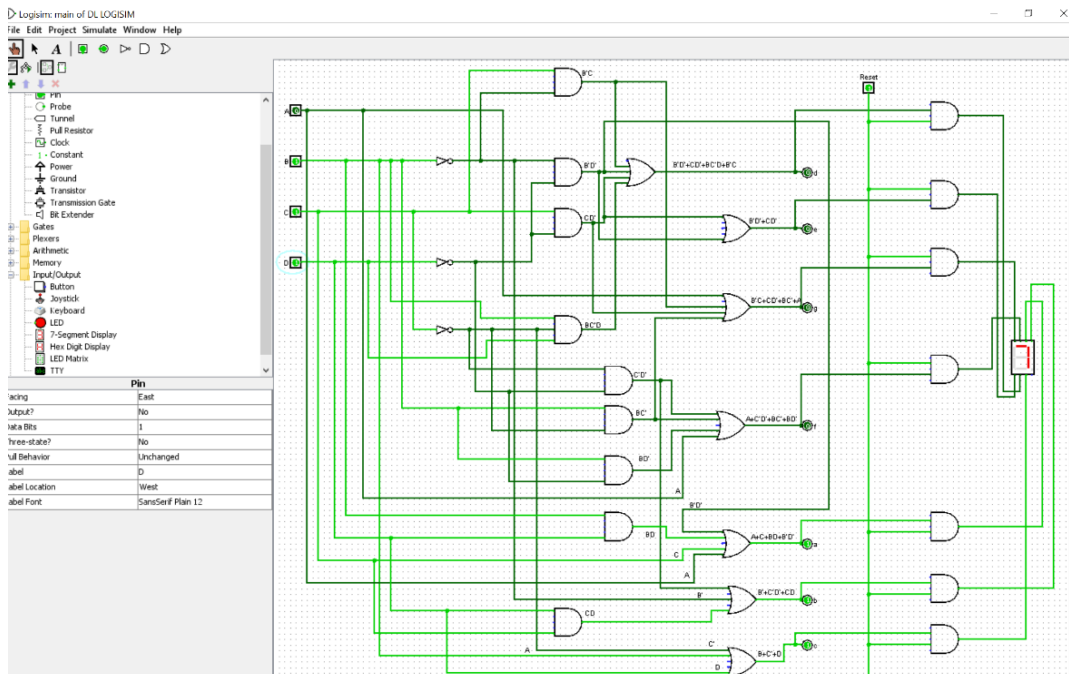 Logisim: main of DL LOGISIM
File Edit Project Simulate Window Help
Pin
Probe
Tunnel
Pull Resistor
Clock
Constant
Power
Ground
Transistor
Transmission Gate
Bit Extender
Gates
Plexers
Arithmetic
Memory
Input/Output
Button
Joystick
Keyboard
LED
7-Segment Display
Hex Digit Display
LED Matrix
TTY
Pin
Facing East
Output? No
Data Bits 1
Three-state? No
Pull Behavior Unchanged
Label D
Label Location West
Label Font SansSerif Plain 12
Reset
A
B
C
D
B'C
B'D'
B'D'+CD'+BC'D+B'C
d
CD'
B'D'+CD'
e
B'C+CD'+BC'+A
g
BC'D
C'D'
BC'
A+C'D'+BC'+BD'
f
BD'
A
B'D'
BD
A+C+BD+B'D'
a
C
A
B'
B'+C'D'+CD
b
CD
C'
A
B+C'+D
c
D